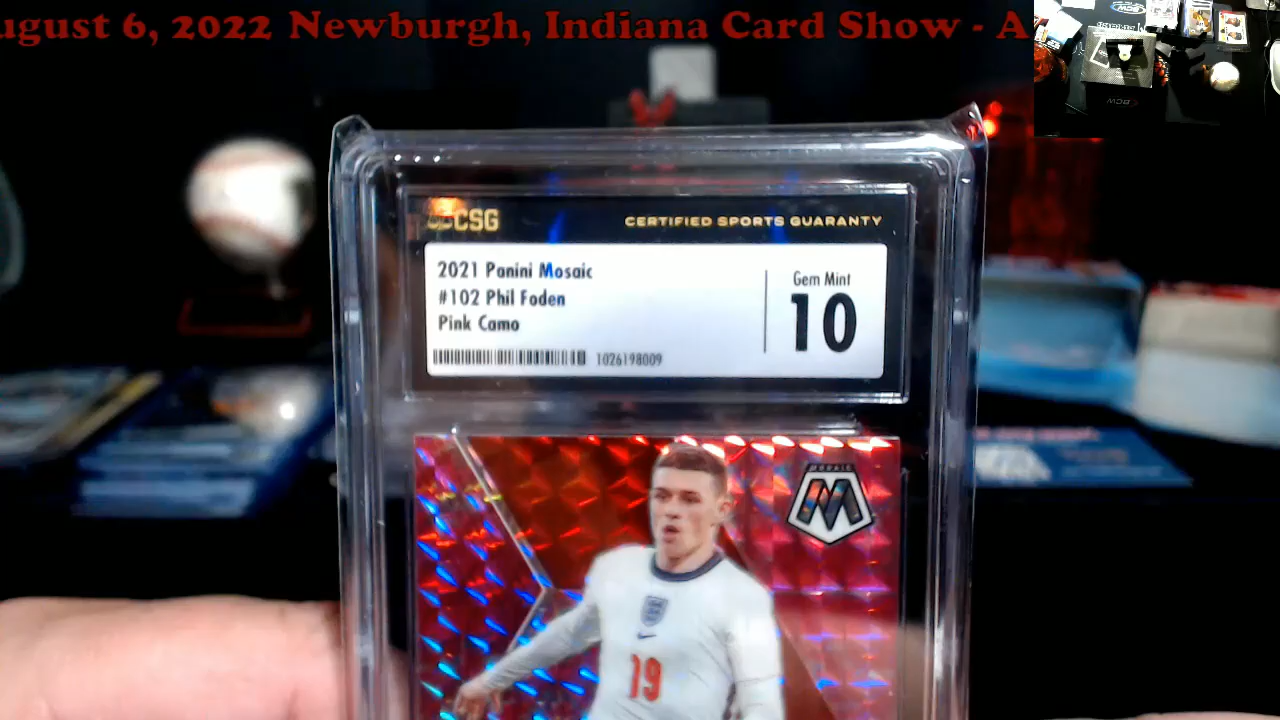 ugust 6, 2022 Newburgh, Indiana Card Show - A
CSG
CERTIFIED SPORTS GUARANTY
2021 Panini Mosaic
#102 Phil Foden
Pink Camo
Gem Mint
10
1026198009
MOSAIC
M
19